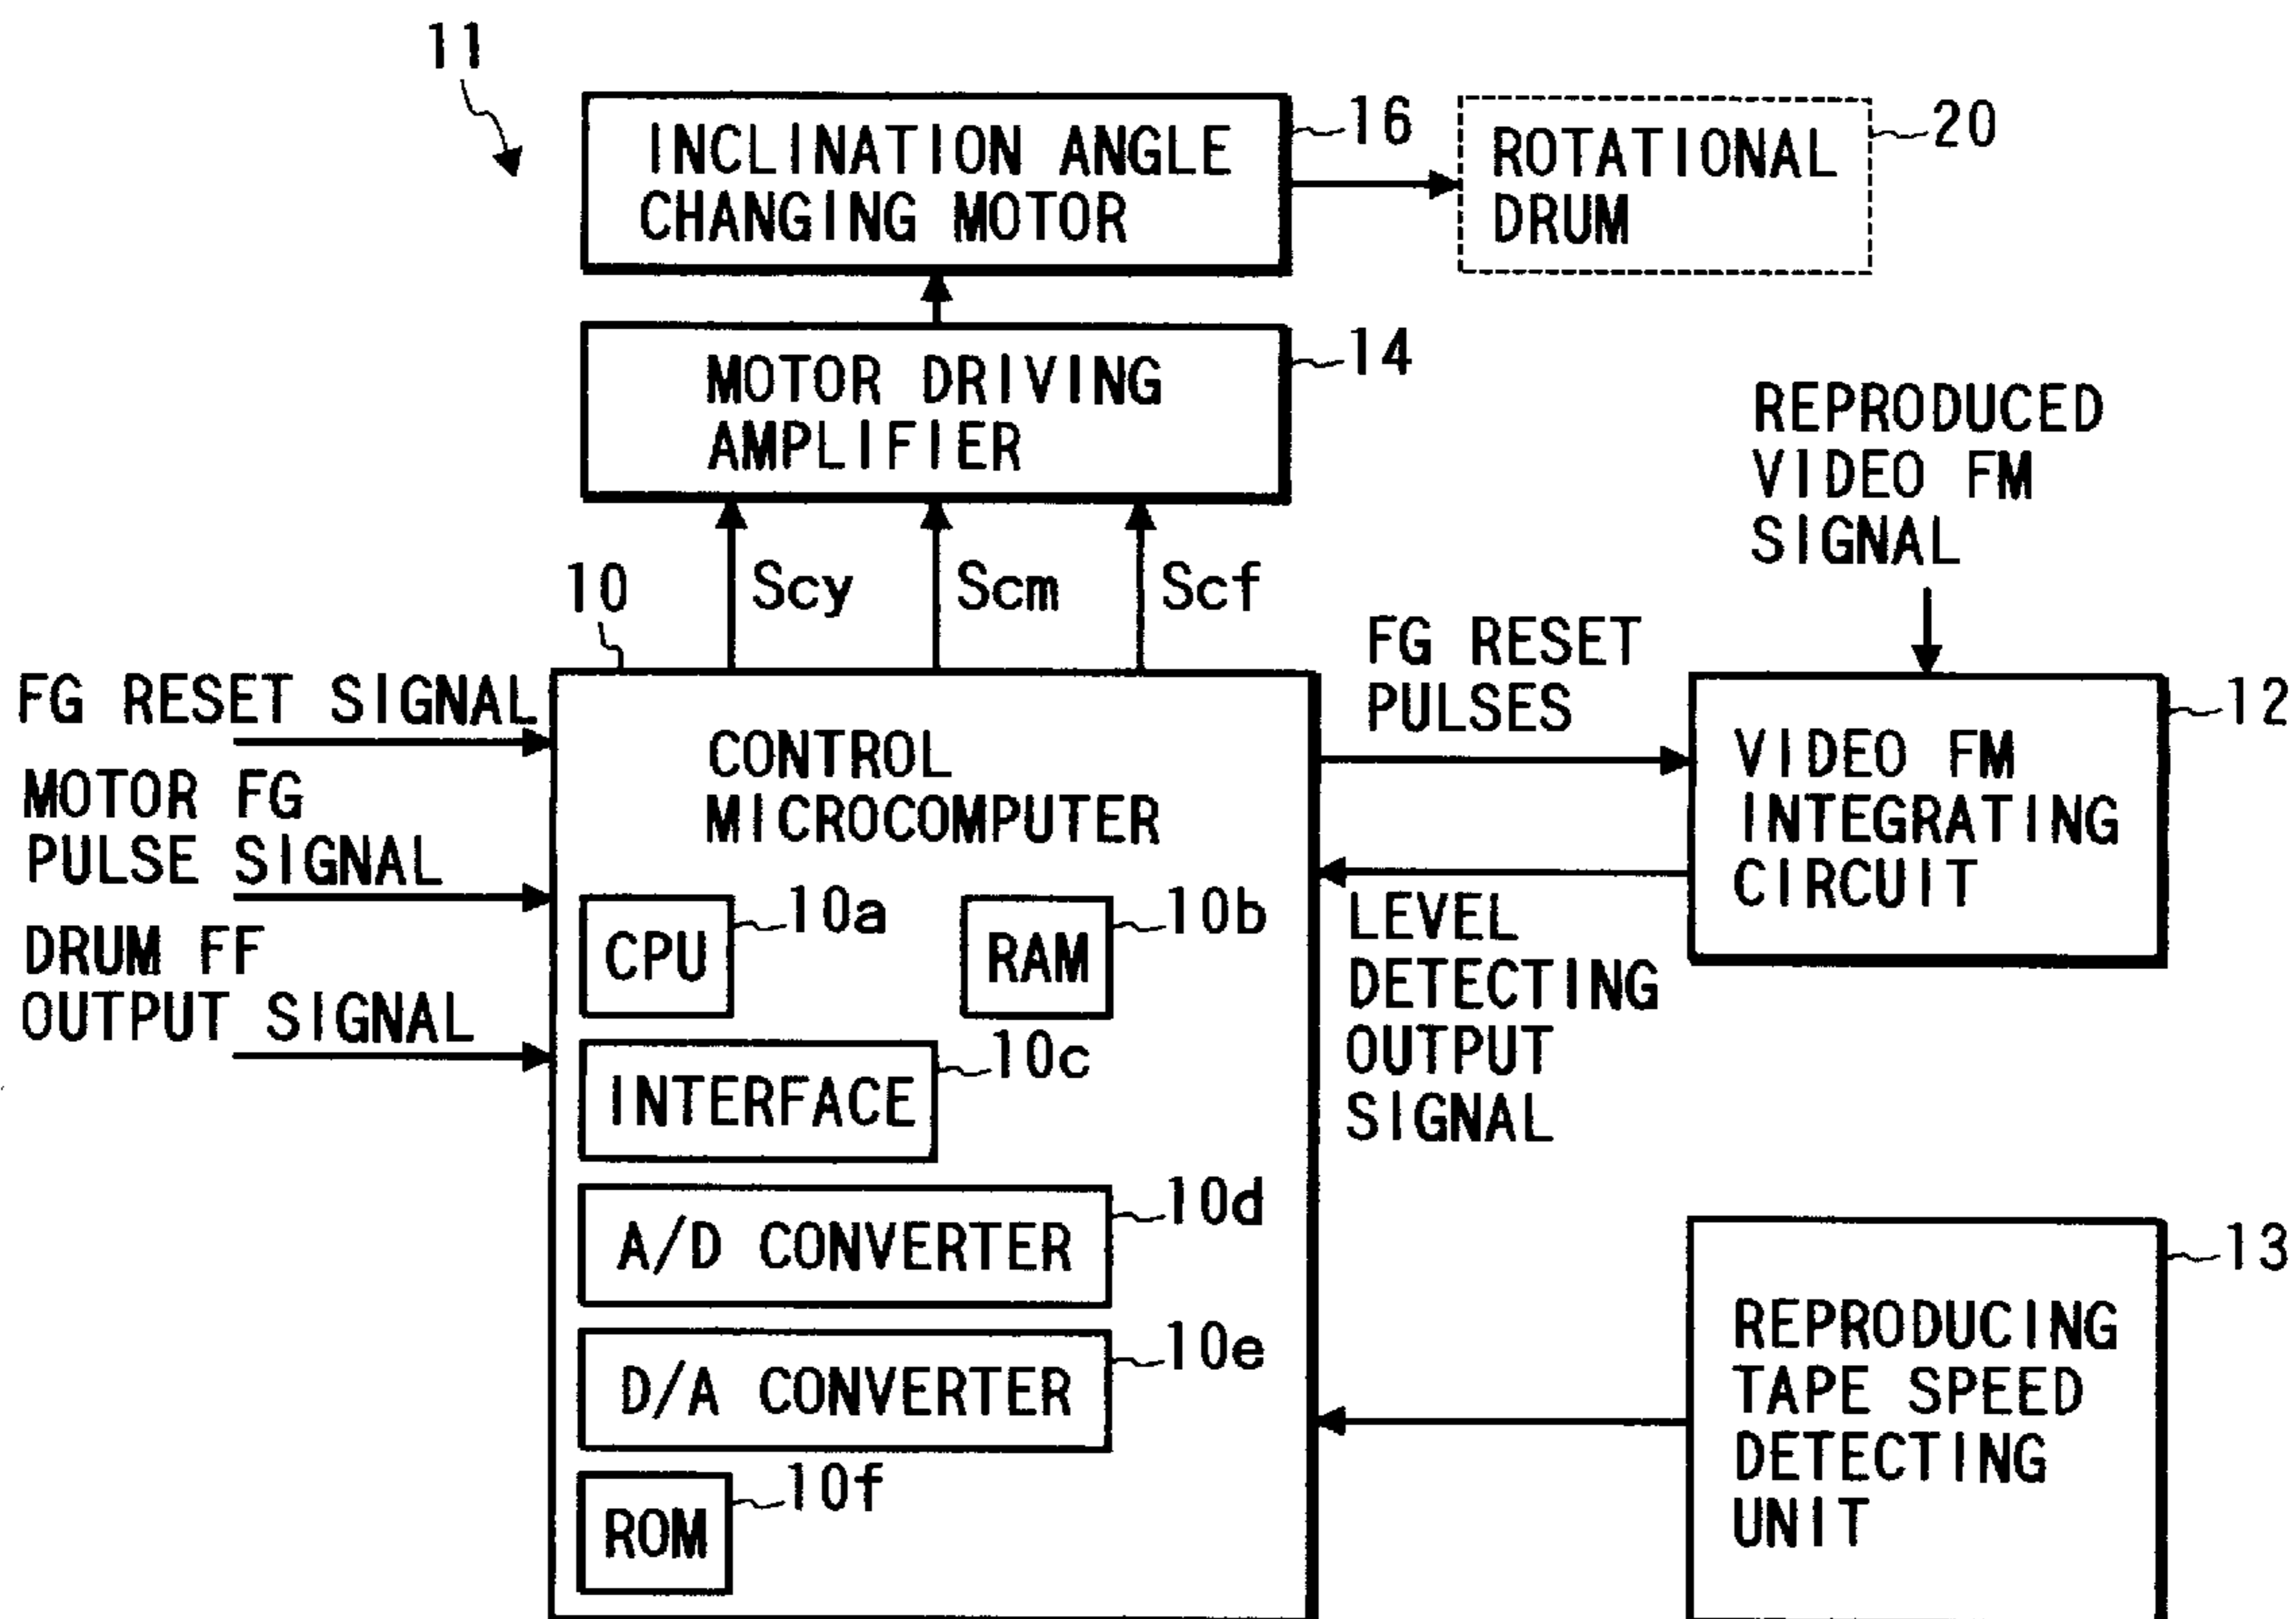 11
INCLINATION ANGLE
CHANGING MOTOR
16
ROTATIONAL
DRUM
20
MOTOR DRIVING
AMPLIFIER
14
REPRODUCED
VIDEO FM
SIGNAL
10
Scy
Scm
Scf
FG RESET
PULSES
FG RESET SIGNAL
MOTOR FG
PULSE SIGNAL
DRUM FF
OUTPUT SIGNAL
CONTROL
MICROCOMPUTER
CPU
10a
RAM
10b
INTERFACE
10c
A/D CONVERTER
10d
D/A CONVERTER
10e
ROM
10f
VIDEO FM
INTEGRATING
CIRCUIT
12
LEVEL
DETECTING
OUTPUT
SIGNAL
REPRODUCING
TAPE SPEED
DETECTING
UNIT
13